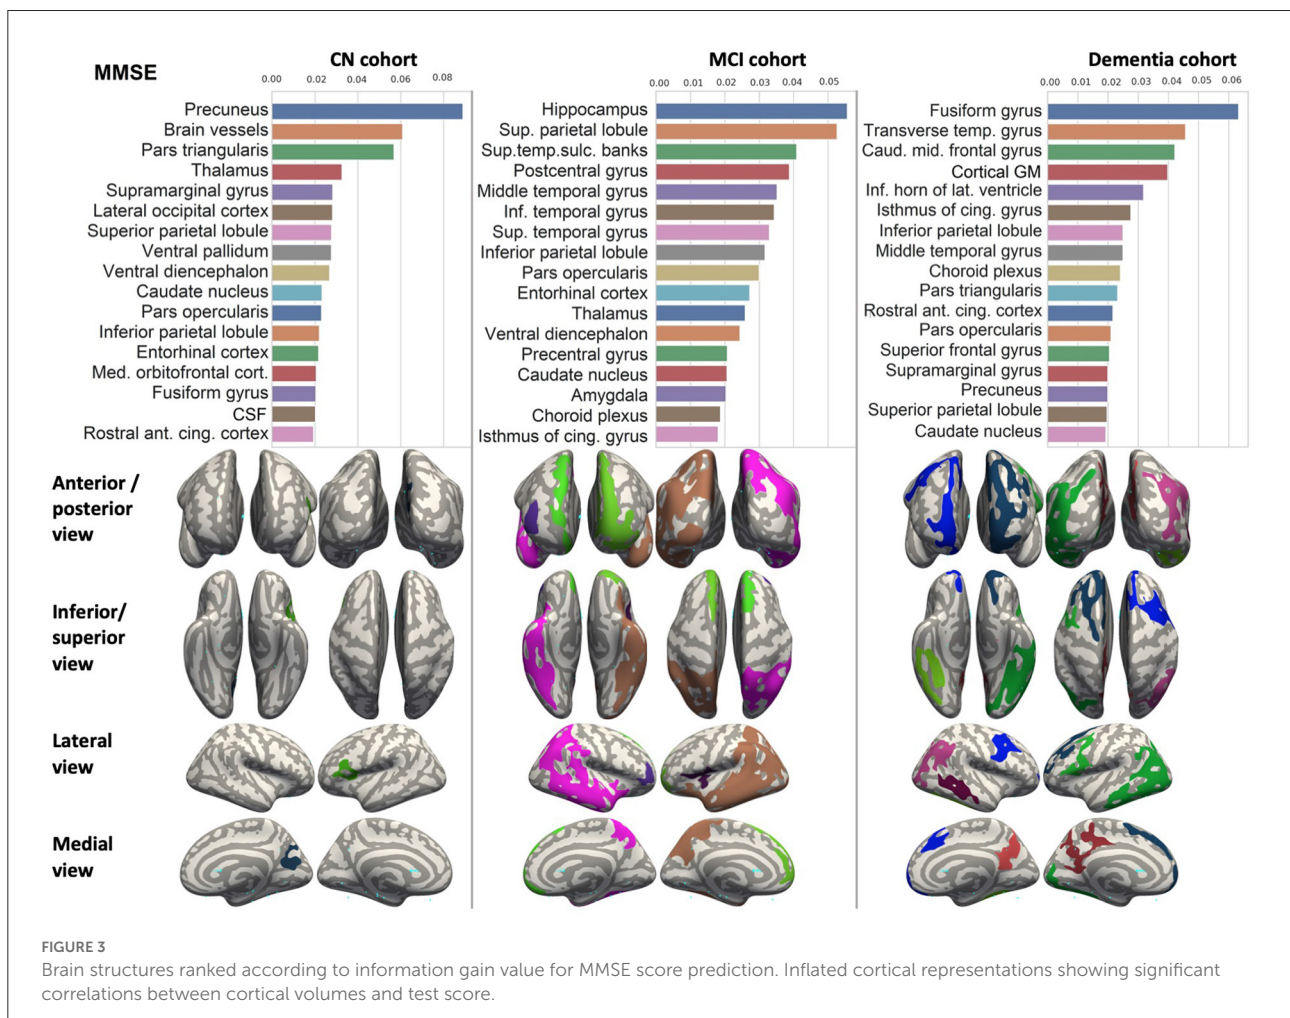 MMSE
CN cohort
0.00 0.02 0.04 0.06 0.08
Precuneus
Brain vessels
Pars triangularis
Thalamus
Supramarginal gyrus
Lateral occipital cortex
Superior parietal lobule
Ventral pallidum
Ventral diencephalon
Caudate nucleus
Pars opercularis
Inferior parietal lobule
Entorhinal cortex
Med. orbitofrontal cort.
Fusiform gyrus
CSF
Rostral ant. cing. cortex
MCI cohort
0.00 0.01 0.02 0.03 0.04 0.05
Hippocampus
Sup. parietal lobule
Sup.temp.sulc. banks
Postcentral gyrus
Middle temporal gyrus
Inf. temporal gyrus
Sup. temporal gyrus
Inferior parietal lobule
Pars opercularis
Entorhinal cortex
Thalamus
Ventral diencephalon
Precentral gyrus
Caudate nucleus
Amygdala
Choroid plexus
Isthmus of cing. gyrus
Dementia cohort
0.00 0.01 0.02 0.03 0.04 0.05 0.06
Fusiform gyrus
Transverse temp. gyrus
Caud. mid. frontal gyrus
Cortical GM
Inf. horn of lat. ventricle
Isthmus of cing. gyrus
Inferior parietal lobule
Middle temporal gyrus
Choroid plexus
Pars triangularis
Rostral ant. cing. cortex
Pars opercularis
Superior frontal gyrus
Supramarginal gyrus
Precuneus
Superior parietal lobule
Caudate nucleus
Anterior /
posterior
view
Inferior/
superior
view
Lateral
view
Medial
view
FIGURE 3
Brain structures ranked according to information gain value for MMSE score prediction. Inflated cortical representations showing significant
correlations between cortical volumes and test score.